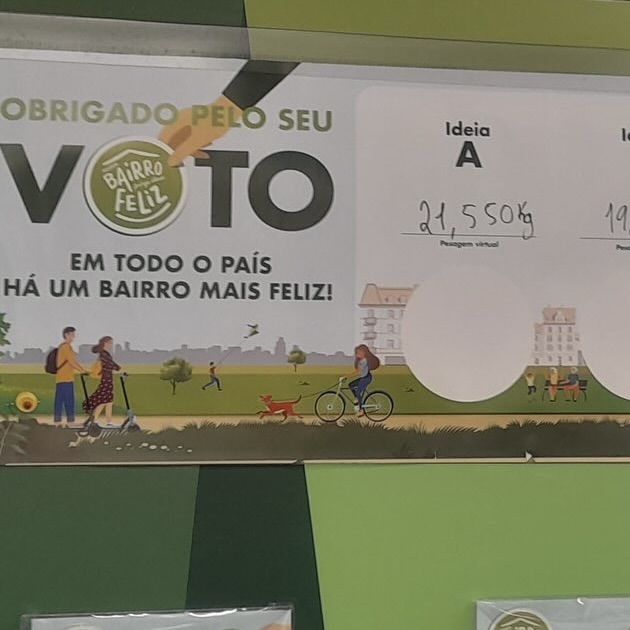 OBRIGADO PELO SEU
VOTO
BAIRRO
FELIZ
EM TODO O PAÍS
HÁ UM BAIRRO MAIS FELIZ!
Ideia
A
21,550Kg
Pesagem virtual
19,